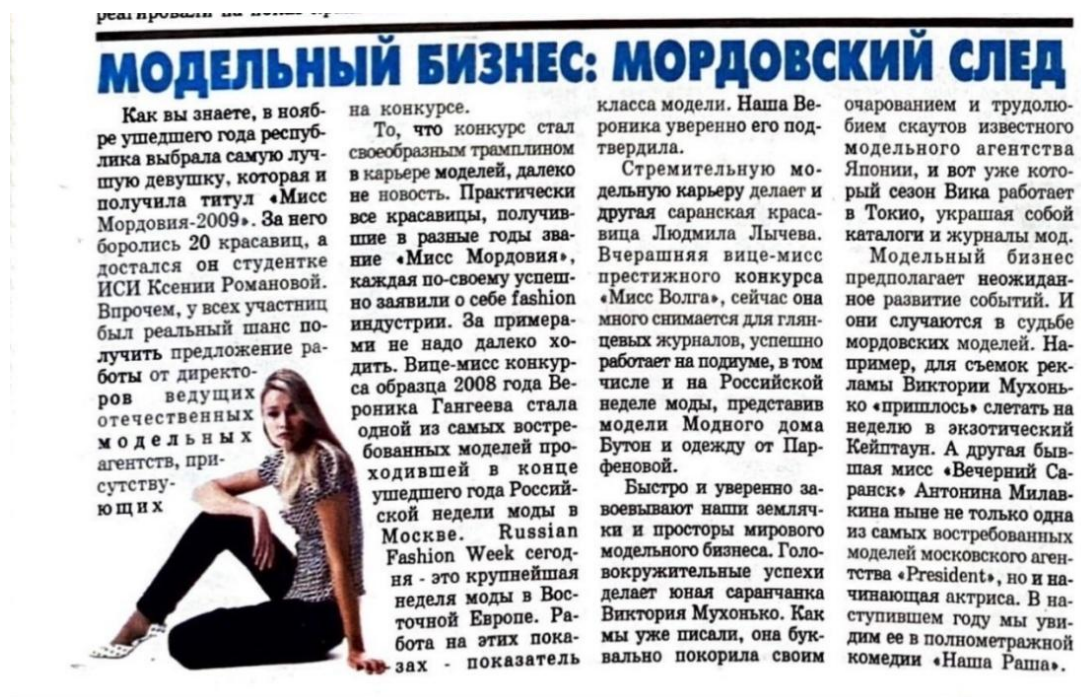 реагировали на
МОДЕЛЬНЫЙ БИЗНЕС: МОРДОВСКИЙ СЛЕД
Как вы знаете, в нояб-
ре ушедшего года респуб-
лика выбрала самую луч-
шую девушку, которая и
получила титул «Мисс
Мордовия-2009». За него
боролись 20 красавиц, а
достался он студентке
ИСИ Ксении Романовой.
Впрочем, у всех участниц
был реальный шанс по-
лучить предложение ра-
боты от директо-
ров ведущих
отечественных
модельных
агентств, при-
сутству-
ющих
на конкурсе.
То, что конкурс стал
своеобразным трамплином
в карьере моделей, далеко
не новость. Практически
все красавицы, получив-
шие в разные годы зва-
ние «Мисс Мордовия»,
каждая по-своему успеш-
но заявили о себе fashion
индустрии. За примера-
ми не надо далеко хо-
дить. Вице-мисс конкур-
са образца 2008 года Ве-
роника Гангеева стала
одной из самых востре-
бованных моделей про-
ходившей в конце
ушедшего года Россий-
ской недели моды в
Москве. Russian
Fashion Week сегод-
ня - это крупнейшая
неделя моды в Вос-
точной Европе. Ра-
бота на этих пока-
зах - показатель
класса модели. Наша Ве-
роника уверенно его под-
твердила.
Стремительную мо-
дельную карьеру делает и
другая саранская краса-
вица Людмила Лычева.
Вчерашняя вице-мисс
престижного конкурса
«Мисс Волга», сейчас она
много снимается для глян-
цевых журналов, успешно
работает на подиуме, в том
числе и на Российской
неделе моды, представив
модели Модного дома
Бутон и одежду от Пар-
феновой.
Быстро и уверенно за-
воевывают наши земляч-
ки и просторы мирового
модельного бизнеса. Голо-
вокружительные успехи
делает юная саранчанка
Виктория Мухонько. Как
мы уже писали, она бук-
вально покорила своим
очарованием и трудолю-
бием скаутов известного
модельного агентства
Японии, и вот уже кото-
рый сезон Вика работает
в Токио, украшая собой
каталоги и журналы мод.
Модельный бизнес
предполагает неожидан-
ное развитие событий. И
они случаются в судьбе
мордовских моделей. На-
пример, для съемок рек-
ламы Виктории Мухонь-
ко «пришлось» слетать на
неделю в экзотический
Кейптаун. А другая быв-
шая мисс «Вечерний Са-
ранск» Антонина Милав-
кина ныне не только одна
из самых востребованных
моделей московского аген-
тства «President», но и на-
чинающая актриса. В на-
ступившем году мы уви-
дим ее в полнометражной
комедии «Наша Раша».